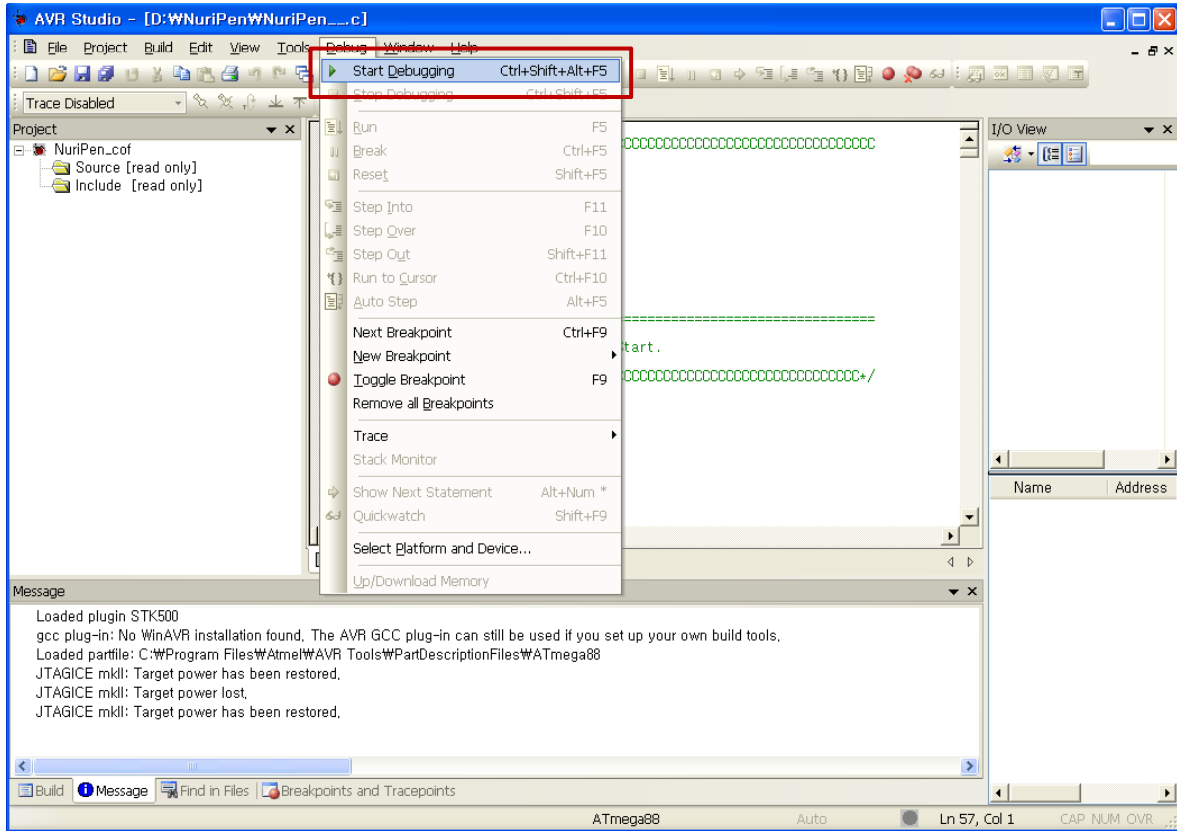 AVR Studio - [D:₩NuriPen₩NuriPen__.c]
File Project Build Edit View Tools Debug Window Help
Start Debugging Ctrl+Shift+Alt+F5
Trace Disabled
Stop Debugging Ctrl+Shift+F5
Project
NuriPen_cof
Source [read only]
Include [read only]
Run F5
Break Ctrl+F5
Reset Shift+F5
Step Into F11
Step Over F10
Step Out Shift+F11
Run to Cursor Ctrl+F10
Auto Step Alt+F5
Next Breakpoint Ctrl+F9
New Breakpoint
Toggle Breakpoint F9
Remove all Breakpoints
Trace
Stack Monitor
Show Next Statement Alt+Num *
Quickwatch Shift+F9
Select Platform and Device...
Up/Download Memory
tart.
I/O View
Name Address
Message
Loaded plugin STK500
gcc plug-in: No WinAVR installation found, The AVR GCC plug-in can still be used if you set up your own build tools,
Loaded partfile: C:₩Program Files₩Atmel₩AVR Tools₩PartDescriptionFiles₩ATmega88
JTAGICE mkII: Target power has been restored,
JTAGICE mkII: Target power lost,
JTAGICE mkII: Target power has been restored,
Build Message Find in Files Breakpoints and Tracepoints
ATmega88 Auto Ln 57, Col 1 CAP NUM OVR